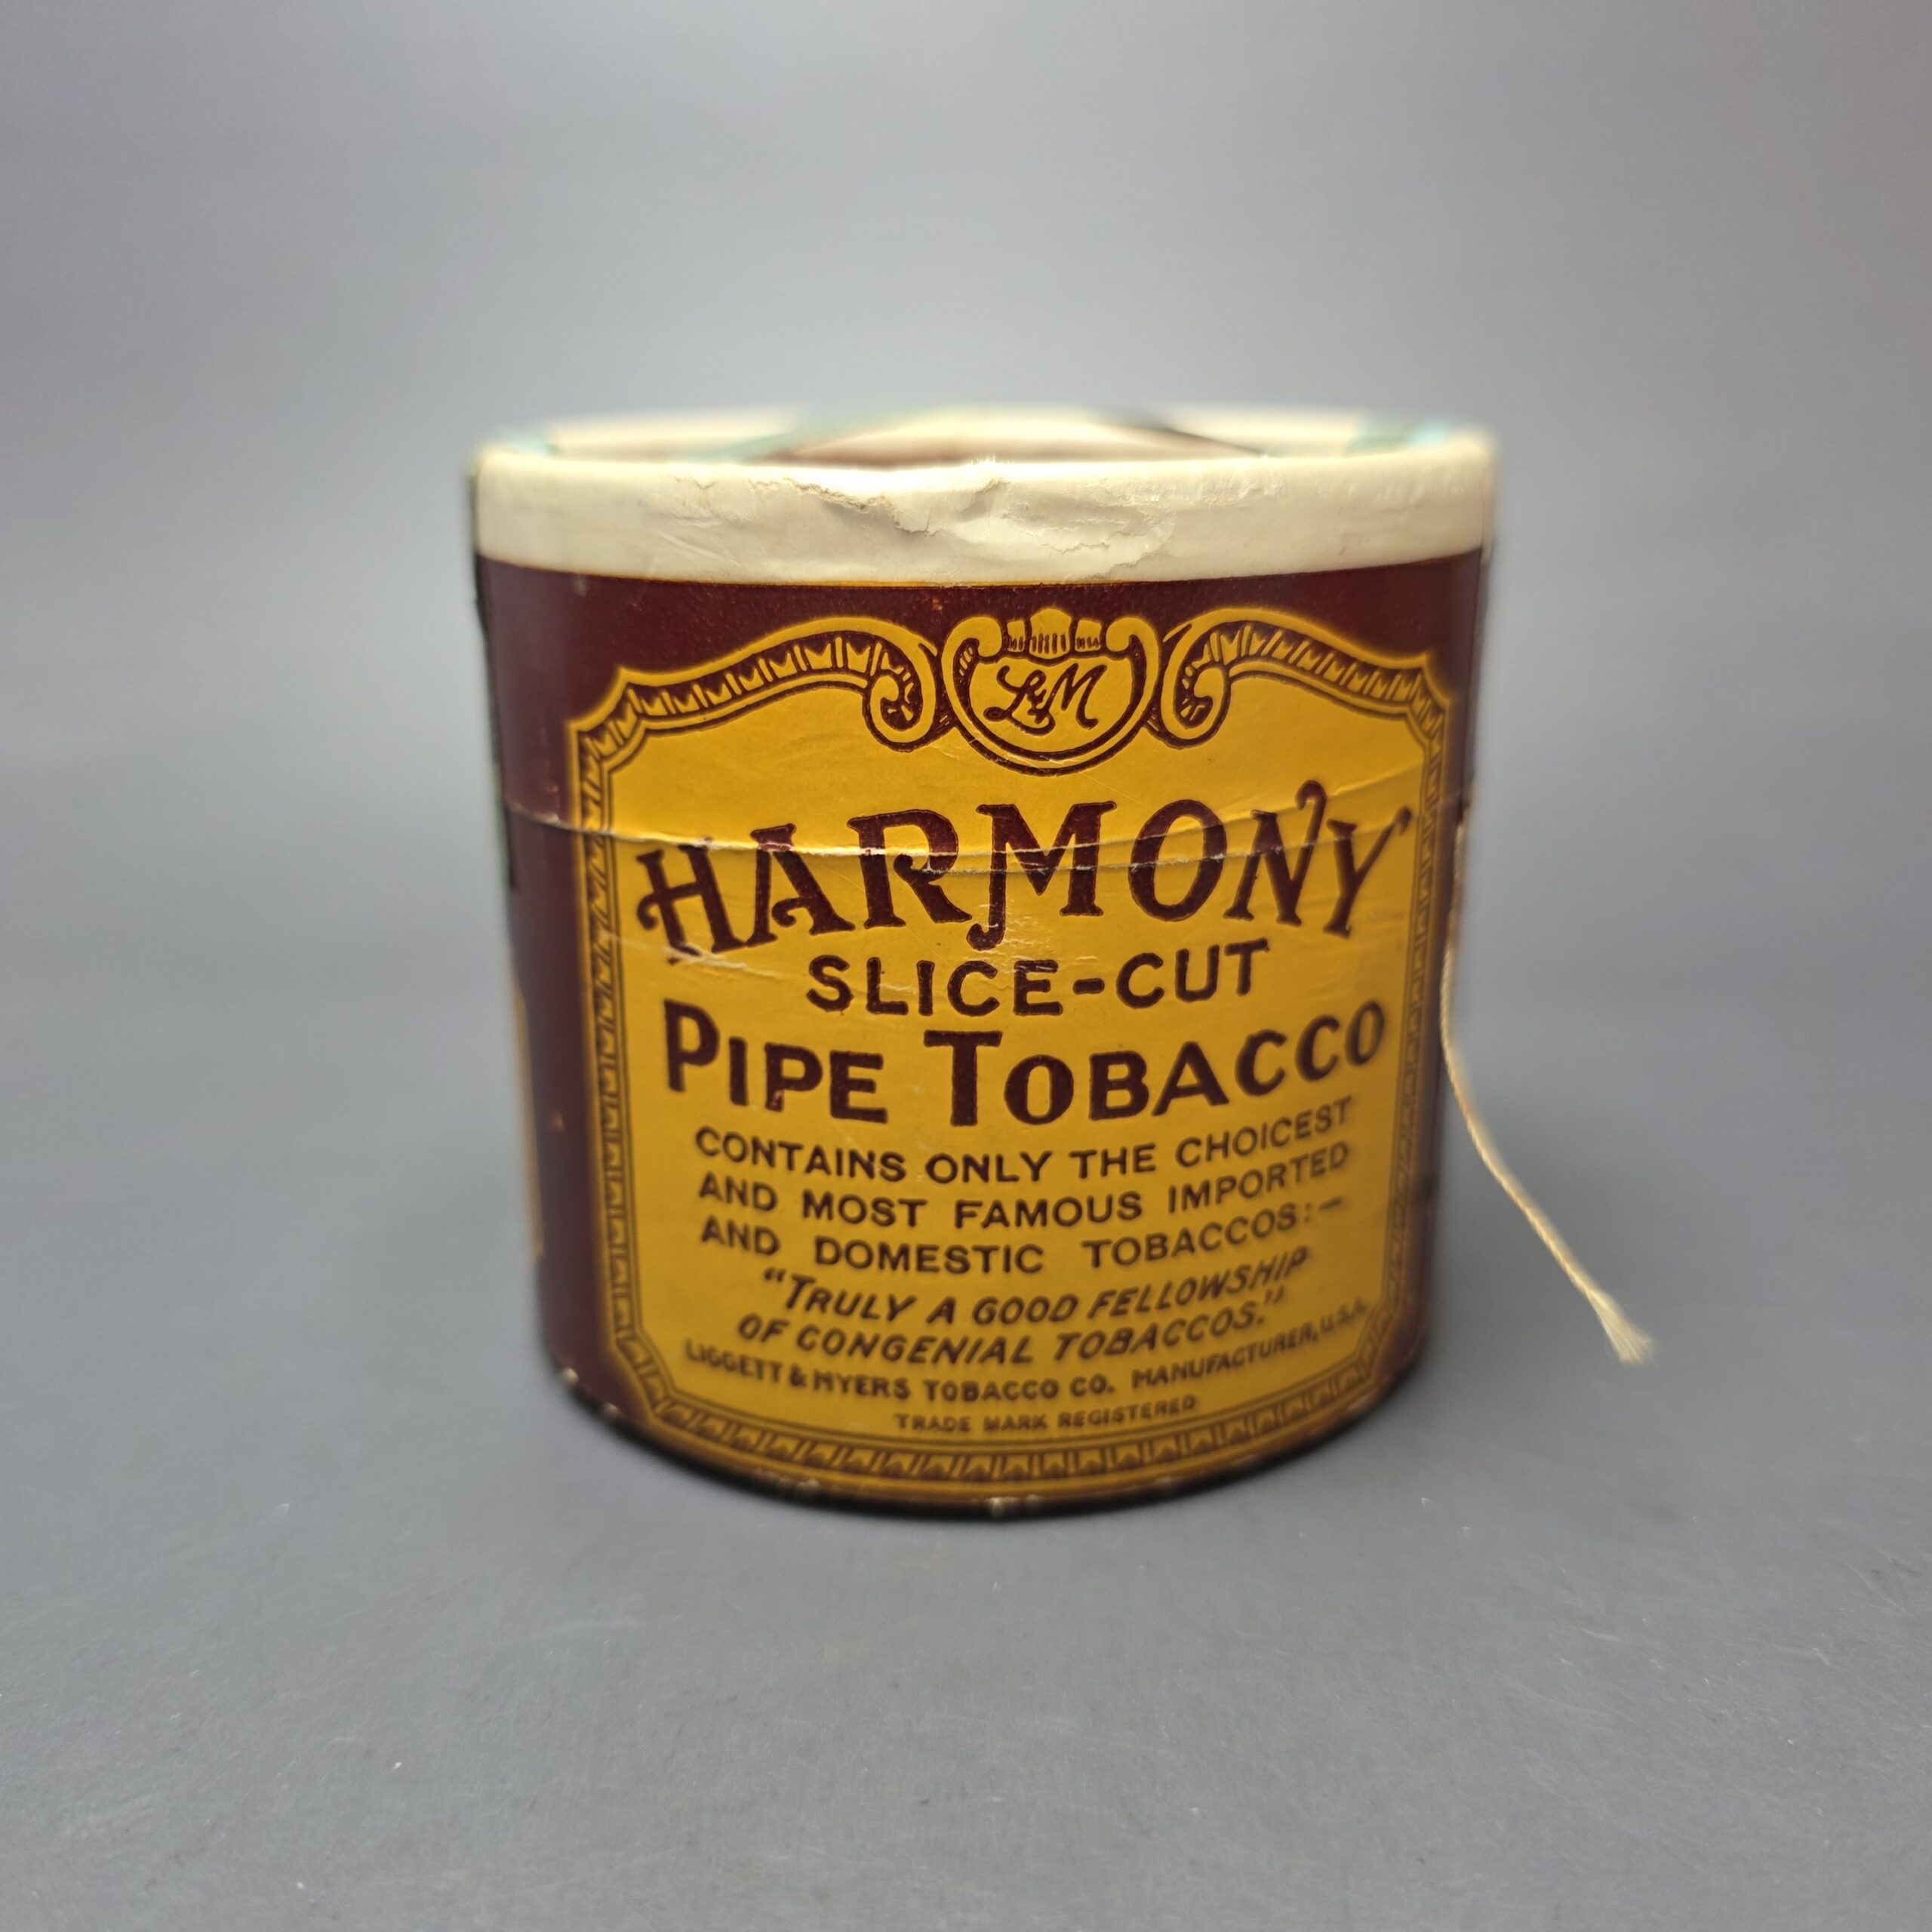 L&M
HARMONY
SLICE-CUT
PIPE TOBACCO
CONTAINS ONLY THE CHOICEST
AND MOST FAMOUS IMPORTED
AND DOMESTIC TOBACCOS:—
"TRULY A GOOD FELLOWSHIP
OF CONGENIAL TOBACCOS."
LIGGETT & MYERS TOBACCO CO. MANUFACTURER, U.S.A.
TRADE MARK REGISTERED